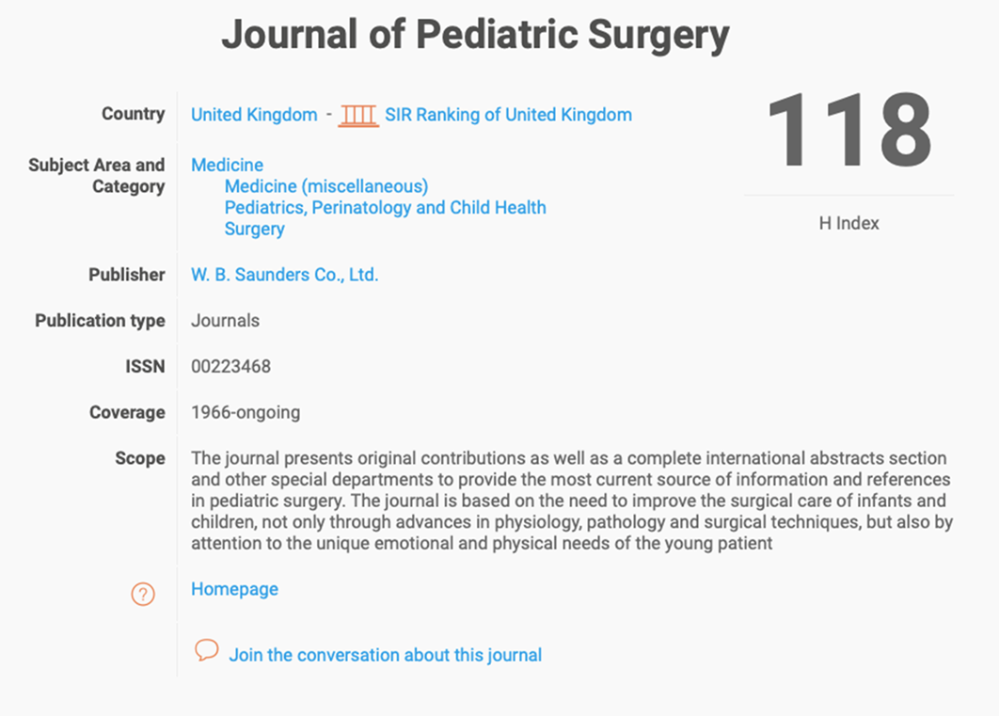 Journal of Pediatric Surgery
118
H Index
Country
United Kingdom - SIR Ranking of United Kingdom
Subject Area and
Category
Medicine
Medicine (miscellaneous)
Pediatrics, Perinatology and Child Health
Surgery
Publisher
W. B. Saunders Co., Ltd.
Publication type
Journals
ISSN
00223468
Coverage
1966-ongoing
Scope
The journal presents original contributions as well as a complete international abstracts section
and other special departments to provide the most current source of information and references
in pediatric surgery. The journal is based on the need to improve the surgical care of infants and
children, not only through advances in physiology, pathology and surgical techniques, but also by
attention to the unique emotional and physical needs of the young patient
?
Homepage
Join the conversation about this journal